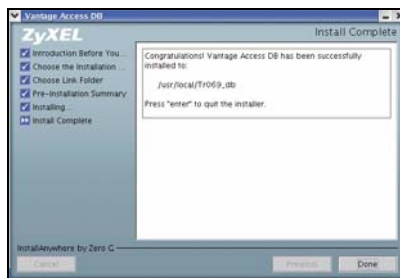 Vantage Access DB
ZyXEL
Install Complete
Introduction Before You...
Choose the Installation ...
Choose Link Folder
Pre-Installation Summary
Installing...
Install Complete
Congratulations! Vantage Access DB has been successfully
installed to:
/usr/local/Tr069_db
Press "enter" to quit the installer.
InstallAnywhere by Zero G
Cancel
Previous
Done